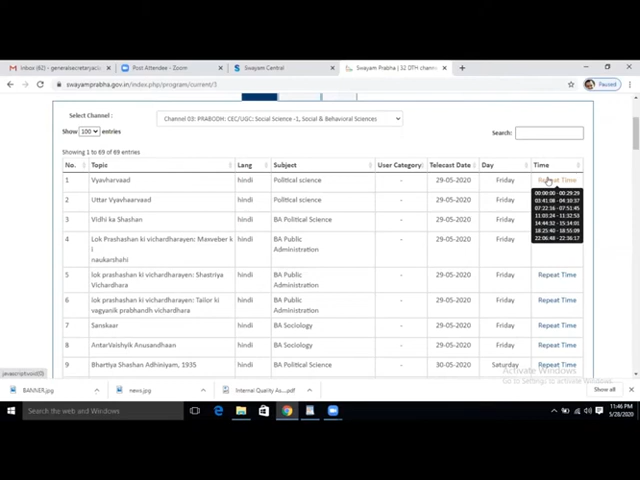 inbox (62) - generalsecretaryac
Post Attendee - Zoom
Swayam Central
Swayam Prabha | 32 DTH chann
swayamprabha.gov.in/index.php/program/current/3
Paused
Select Channel :
Channel 03: PRABODH: CEC/UGC: Social Science -1, Social & Behavioral Sciences
Show 100 entries
Search:
Showing 1 to 69 of 69 entries
No. Topic Lang Subject User Category Telecast Date Day Time
1 Vyavharvaad hindi Political science - 29-05-2020 Friday Repeat Time
00:00:00 - 00:29:29
03:41:08 - 04:10:37
07:22:16 - 07:51:45
11:03:24 - 11:32:53
14:44:32 - 15:14:01
18:25:40 - 18:55:09
22:06:48 - 22:36:17
2 Uttar Vyavhaarvaad hindi Political science - 29-05-2020 Friday
3 Vidhi ka Shashan hindi BA Political Science - 29-05-2020 Friday
4 Lok Prashashan ki vichardharayen: Maxveber k
i
naukarshahi hindi BA Public
Administration - 29-05-2020 Friday
5 lok prashashan ki vichardharayen: Shastriya
Vichardhara hindi BA Public
Administration - 29-05-2020 Friday Repeat Time
6 lok prashashan ki vichardharayen: Tailor ki
vagyanik prabhandh vichardhara hindi BA Public
Administration - 29-05-2020 Friday Repeat Time
7 Sanskaar hindi BA Sociology - 29-05-2020 Friday Repeat Time
8 AntarVaishyik Anusandhaan hindi BA Sociology - 29-05-2020 Friday Repeat Time
9 Bhartiya Shashan Adhiniyam, 1935 hindi BA Political Science - 30-05-2020 Saturday Repeat Time
Activate Windows
Go to Settings to activate Windows.
javascript:void(0)
BANNER.jpg
news.jpg
Internal Quality As....pdf
Show all
Search the web and Windows
11:46 PM
5/28/2020